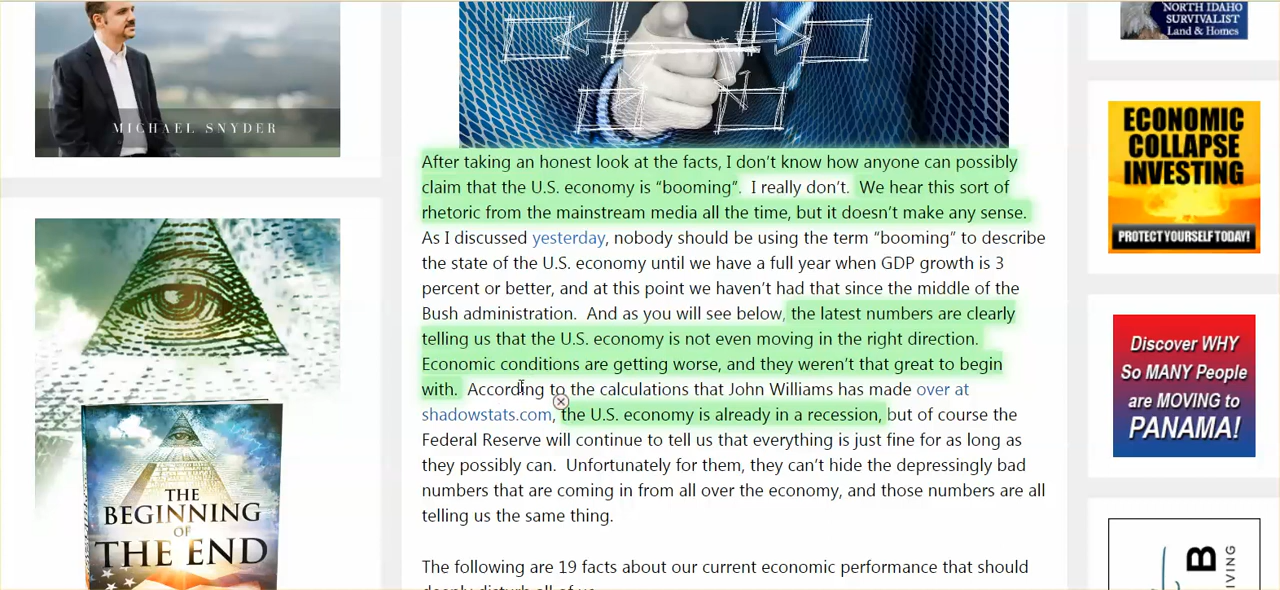 MICHAEL SNYDER
THE
BEGINNING
OF
THE END
After taking an honest look at the facts, I don’t know how anyone can possibly
claim that the U.S. economy is “booming”.  I really don’t.  We hear this sort of
rhetoric from the mainstream media all the time, but it doesn’t make any sense.
As I discussed yesterday, nobody should be using the term “booming” to describe
the state of the U.S. economy until we have a full year when GDP growth is 3
percent or better, and at this point we haven’t had that since the middle of the
Bush administration.  And as you will see below, the latest numbers are clearly
telling us that the U.S. economy is not even moving in the right direction.
Economic conditions are getting worse, and they weren’t that great to begin
with.  According to the calculations that John Williams has made over at
shadowstats.com, the U.S. economy is already in a recession, but of course the
Federal Reserve will continue to tell us that everything is just fine for as long as
they possibly can.  Unfortunately for them, they can’t hide the depressingly bad
numbers that are coming in from all over the economy, and those numbers are all
telling us the same thing.
The following are 19 facts about our current economic performance that should
NORTH IDAHO
SURVIVALIST
Land & Homes
ECONOMIC
COLLAPSE
INVESTING
PROTECT YOURSELF TODAY!
Discover WHY
So MANY People
are MOVING to
PANAMA!
B